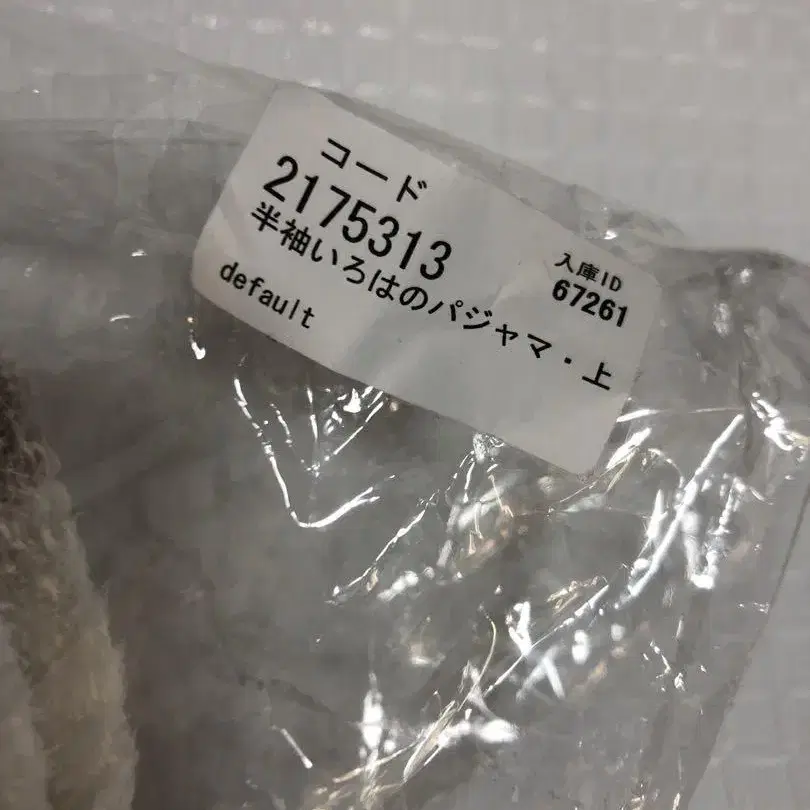 コード
2175313
入庫ID
67261
半袖いろはのパジャマ・上
default